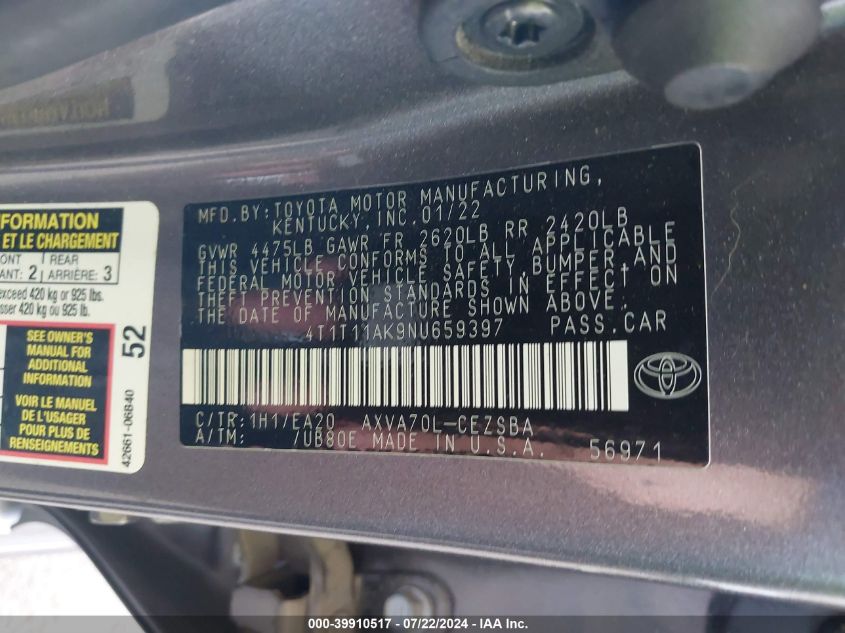 MFD. BY: TOYOTA MOTOR MANUFACTURING,
KENTUCKY, INC. 01/22
GVWR 4475LB GAWR FR 2620LB RR 2420LB
THIS VEHICLE CONFORMS TO ALL APPLICABLE
FEDERAL MOTOR VEHICLE SAFETY, BUMPER, AND
THEFT PREVENTION STANDARDS IN EFFECT ON
THE DATE OF MANUFACTURE SHOWN ABOVE.
4T1T11AK9NU659397 PASS.CAR
C/TR: 1H1/EA20 AXVA70L-CEZSBA
A/TM: /UB80E MADE IN U.S.A. 56971
FORMATION
ET LE CHARGEMENT
ONT REAR
ANT: 2 ARRIÈRE: 3
exceed 420 kg or 925 lbs.
sser 420 kg ou 925 lb.
SEE OWNER'S
MANUAL FOR
ADDITIONAL
INFORMATION
VOIR LE MANUEL
DE L'USAGER
POUR PLUS DE
RENSEIGNEMENTS
52
42661-06B40
000-39910517 / 07/22/2024 - IAA Inc.